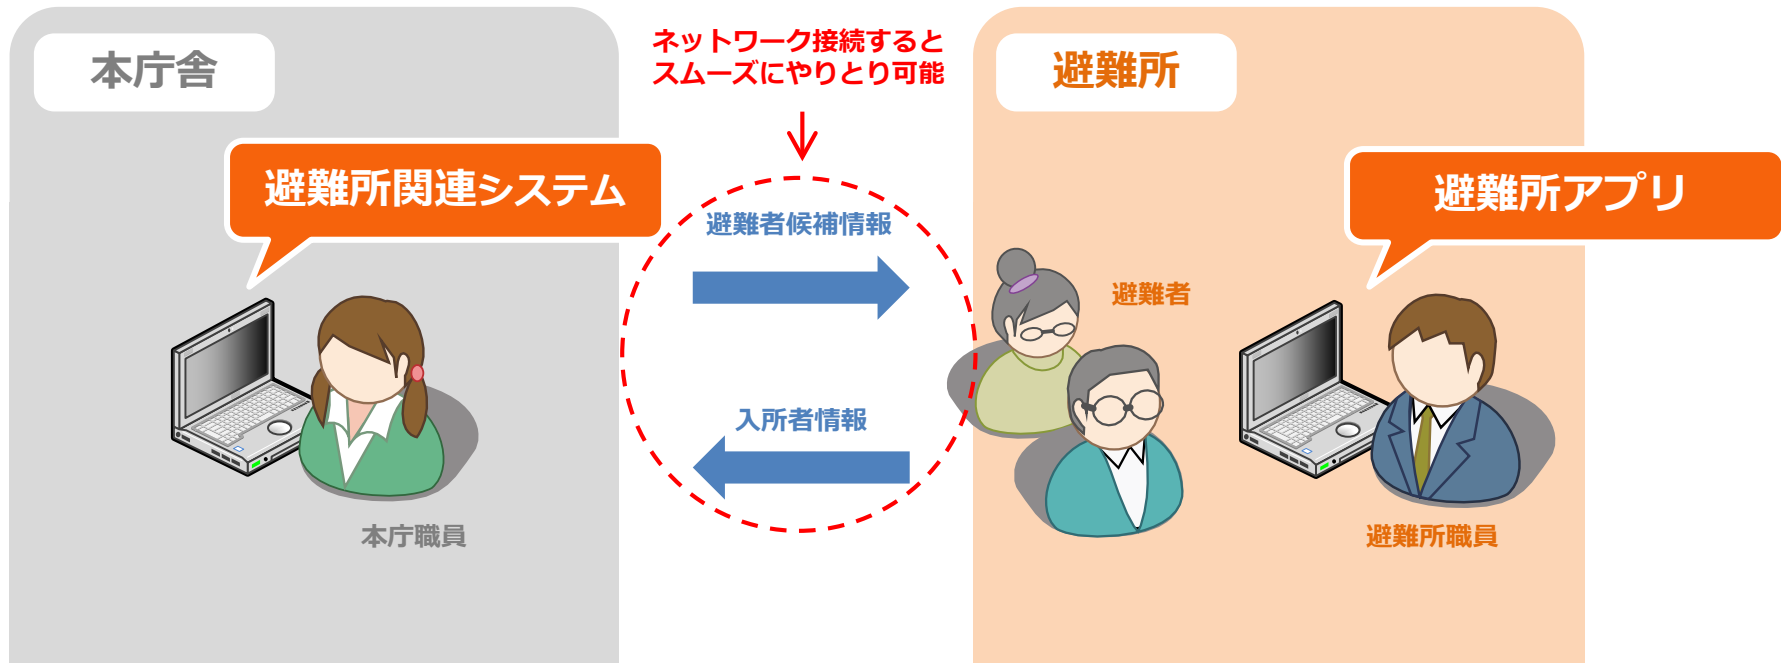 本庁舎
ネットワーク接続すると
スムーズにやりとり可能
避難所
避難所関連システム
避難所アプリ
避難者候補情報
避難者
入所者情報
本庁職員
避難所職員